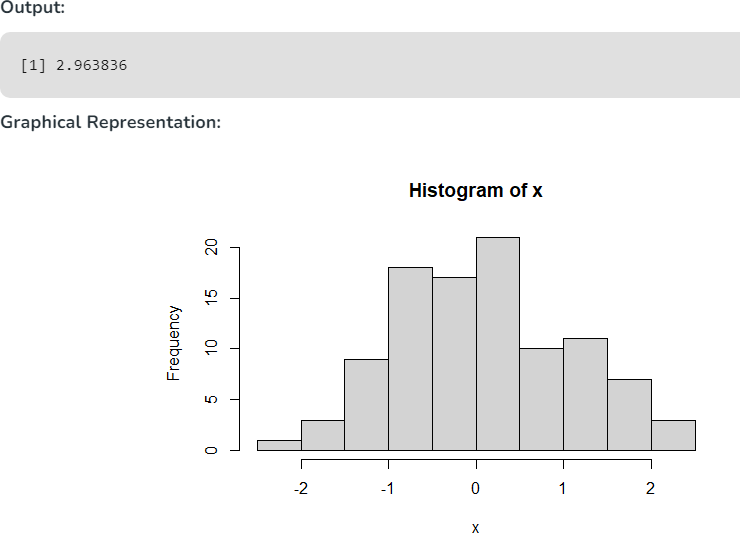 Output:
[1] 2.963836
Graphical Representation:
Histogram of x
Frequency
20
15
10
5
0
-2 -1 0 1 2
x